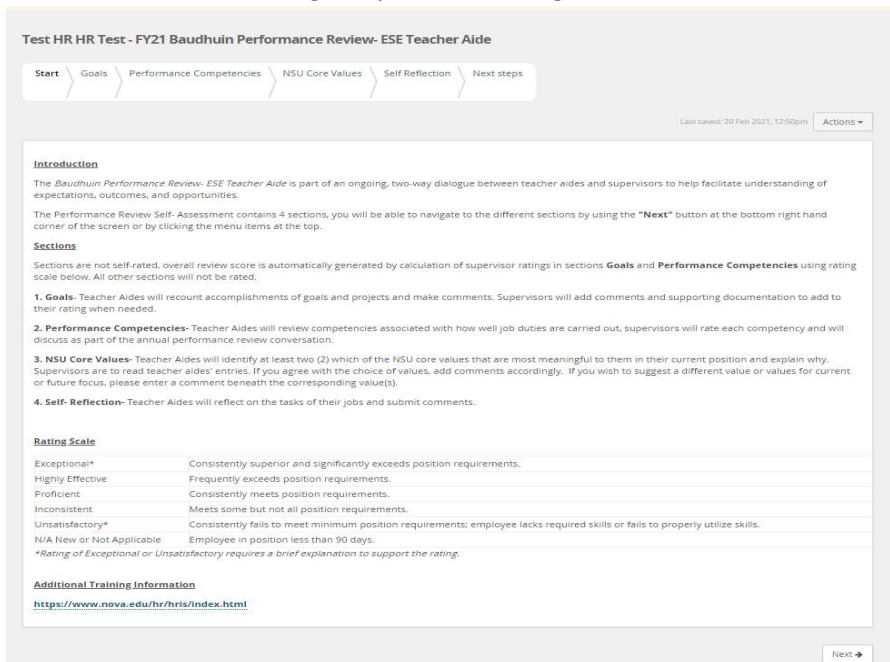 Test HR HR Test - FY21 Baudhuin Performance Review- ESE Teacher Aide
Start Goals Performance Competencies NSU Core Values Self Reflection Next steps
Last saved: 20 Feb 2021, 12:50pm Actions
Introduction
The Baudhuin Performance Review- ESE Teacher Aide is part of an ongoing, two-way dialogue between teacher aides and supervisors to help facilitate understanding of
expectations, outcomes, and opportunities.
The Performance Review Self- Assessment contains 4 sections, you will be able to navigate to the different sections by using the "Next" button at the bottom right hand
corner of the screen or by clicking the menu items at the top.
Sections
Sections are not self-rated, overall review score is automatically generated by calculation of supervisor ratings in sections Goals and Performance Competencies using rating
scale below. All other sections will not be rated.
1. Goals- Teacher Aides will recount accomplishments of goals and projects and make comments. Supervisors will add comments and supporting documentation to add to
their rating when needed.
2. Performance Competencies- Teacher Aides will review competencies associated with how well job duties are carried out, supervisors will rate each competency and will
discuss as part of the annual performance review conversation.
3. NSU Core Values- Teacher Aides will identify at least two (2) which of the NSU core values that are most meaningful to them in their current position and explain why.
Supervisors are to read teacher aides' entries. If you agree with the choice of values, add comments accordingly. If you wish to suggest a different value or values for current
or future focus, please enter a comment beneath the corresponding value(s).
4. Self- Reflection- Teacher Aides will reflect on the tasks of their jobs and submit comments.
Rating Scale
Exceptional* Consistently superior and significantly exceeds position requirements.
Highly Effective Frequently exceeds position requirements.
Proficient Consistently meets position requirements.
Inconsistent Meets some but not all position requirements.
Unsatisfactory* Consistently fails to meet minimum position requirements; employee lacks required skills or fails to properly utilize skills.
N/A New or Not Applicable Employee in position less than 90 days.
*Rating of Exceptional or Unsatisfactory requires a brief explanation to support the rating.
Additional Training Information
https://www.nova.edu/hr/hris/index.html
Next